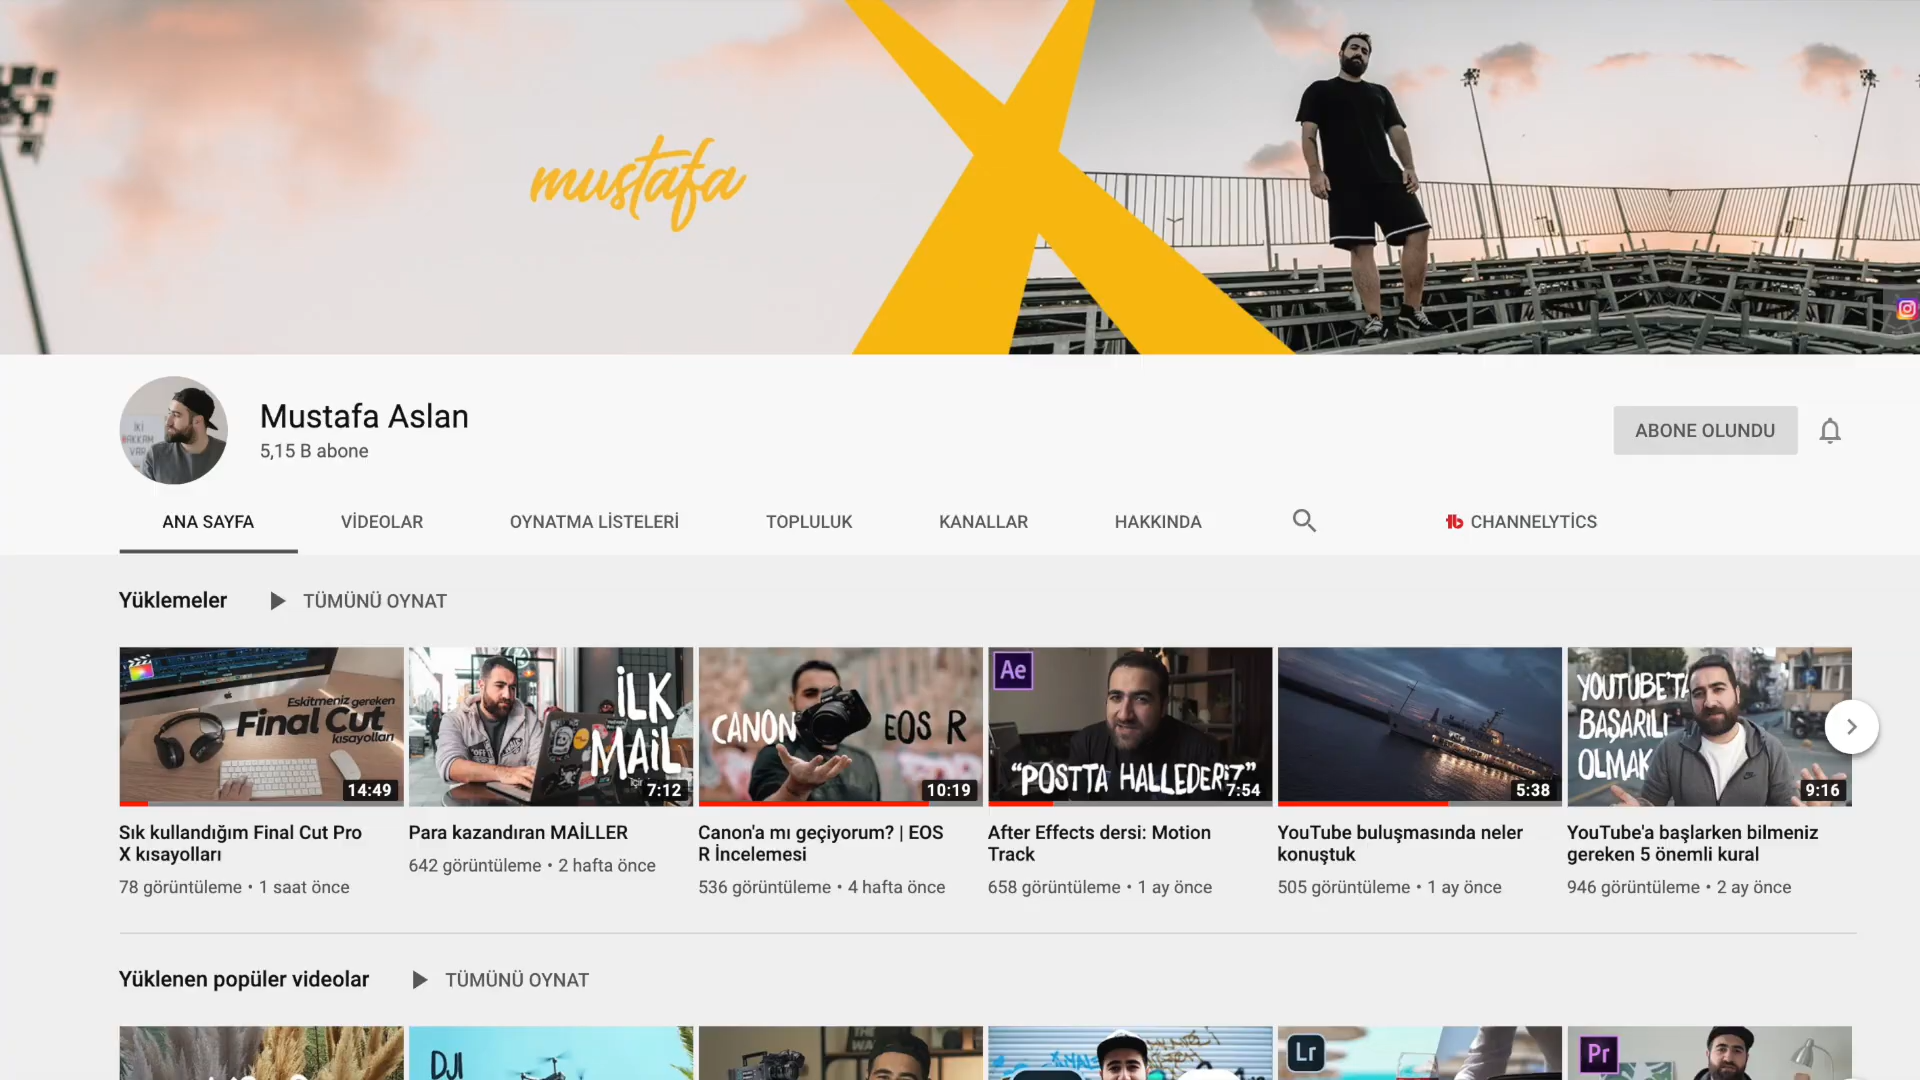 mustafa
Mustafa Aslan
5,15 B abone
ABONE OLUNDU
ANA SAYFA
VİDEOLAR
OYNATMA LİSTELERİ
TOPLULUK
KANALLAR
HAKKINDA
CHANNELYTİCS
Yüklemeler
TÜMÜNÜ OYNAT
Eskitmeniz gereken
Final Cut
kısayolları
14:49
İLK
MAİL
için
7:12
CANON
EOS R
10:19
Ae
"POSTTA HALLEDERİZ"
7:54
5:38
YOUTUBE'TA
BAŞARILI
OLMAK
9:16
Sık kullandığım Final Cut Pro
X kısayolları
78 görüntüleme • 1 saat önce
Para kazandıran MAİLLER
642 görüntüleme • 2 hafta önce
Canon'a mı geçiyorum? | EOS
R İncelemesi
536 görüntüleme • 4 hafta önce
After Effects dersi: Motion
Track
658 görüntüleme • 1 ay önce
YouTube buluşmasında neler
konuştuk
505 görüntüleme • 1 ay önce
YouTube'a başlarken bilmeniz
gereken 5 önemli kural
946 görüntüleme • 2 ay önce
Yüklenen popüler videolar
TÜMÜNÜ OYNAT
DJI
Lr
Pr